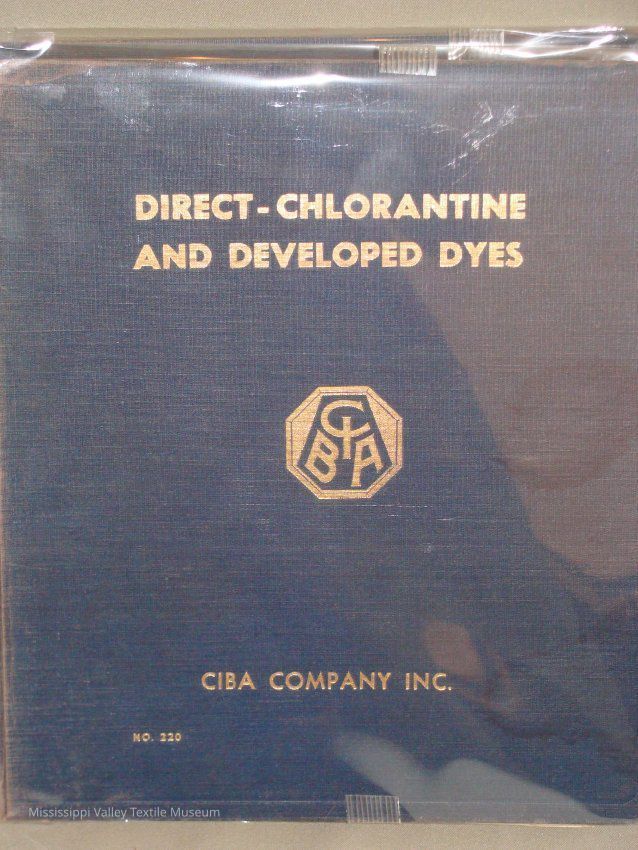 DIRECT-CHLORANTINE
AND DEVELOPED DYES
CIBA
CIBA COMPANY INC.
NO. 220
Mississippi Valley Textile Museum